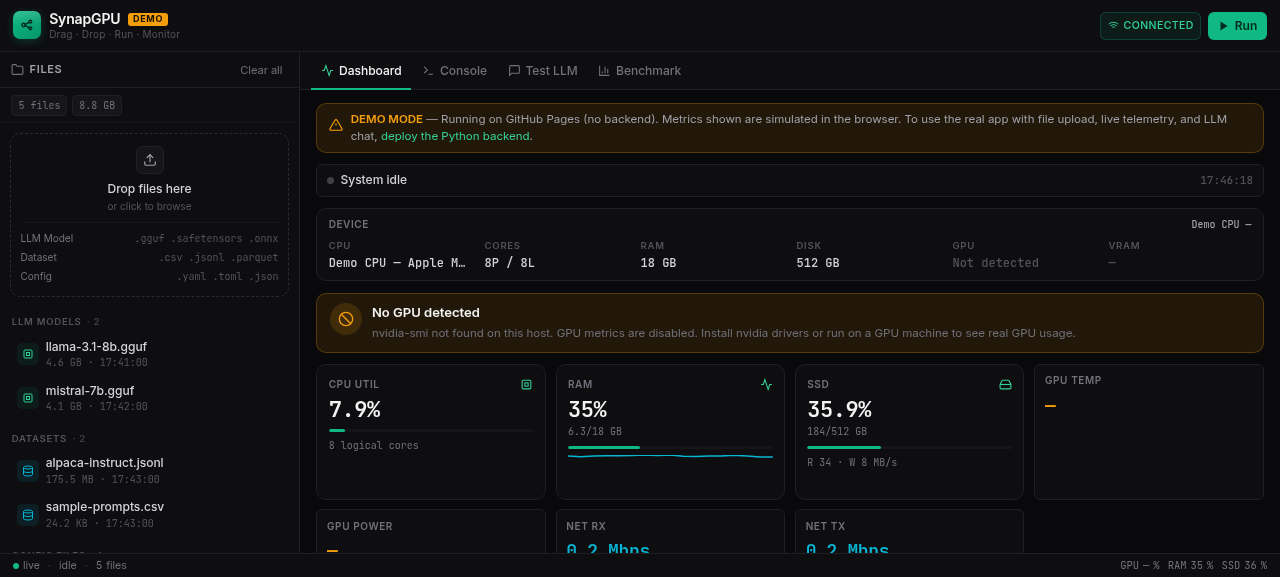 SynapGPU DEMO
Drag · Drop · Run · Monitor
CONNECTED
Run
FILES
Clear all
5 files
8.8 GB
Drop files here
or click to browse
LLM Model .gguf .safetensors .onnx
Dataset .csv .jsonl .parquet
Config .yaml .toml .json
LLM MODELS · 2
llama-3.1-8b.gguf
4.6 GB · 17:41:00
mistral-7b.gguf
4.1 GB · 17:42:00
DATASETS · 2
alpaca-instruct.jsonl
175.5 MB · 17:43:00
sample-prompts.csv
24.2 KB · 17:43:00
Dashboard
Console
Test LLM
Benchmark
DEMO MODE — Running on GitHub Pages (no backend). Metrics shown are simulated in the browser. To use the real app with file upload, live telemetry, and LLM
chat, deploy the Python backend.
System idle
17:46:18
DEVICE
Demo CPU —
CPU CORES RAM DISK GPU VRAM
Demo CPU — Apple M… 8P / 8L 18 GB 512 GB Not detected —
No GPU detected
nvidia-smi not found on this host. GPU metrics are disabled. Install nvidia drivers or run on a GPU machine to see real GPU usage.
CPU UTIL
7.9%
8 logical cores
RAM
35%
6.3/18 GB
SSD
35.9%
184/512 GB
R 34 · W 8 MB/s
GPU TEMP
—
GPU POWER
—
NET RX
0.2 Mbps
NET TX
0.2 Mbps
live · idle · 5 files
GPU — % RAM 35 % SSD 36 %